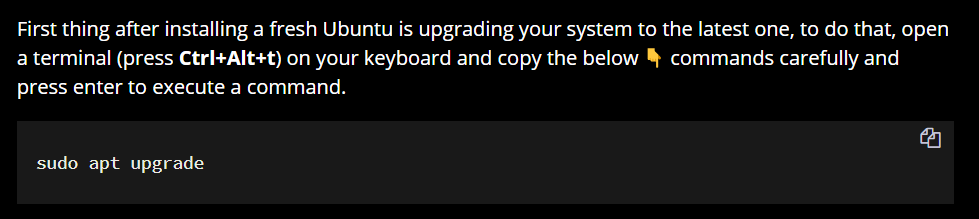 First thing after installing a fresh Ubuntu is upgrading your system to the latest one, to do that, open
a terminal (press Ctrl+Alt+t) on your keyboard and copy the below 👇 commands carefully and
press enter to execute a command.
sudo apt upgrade